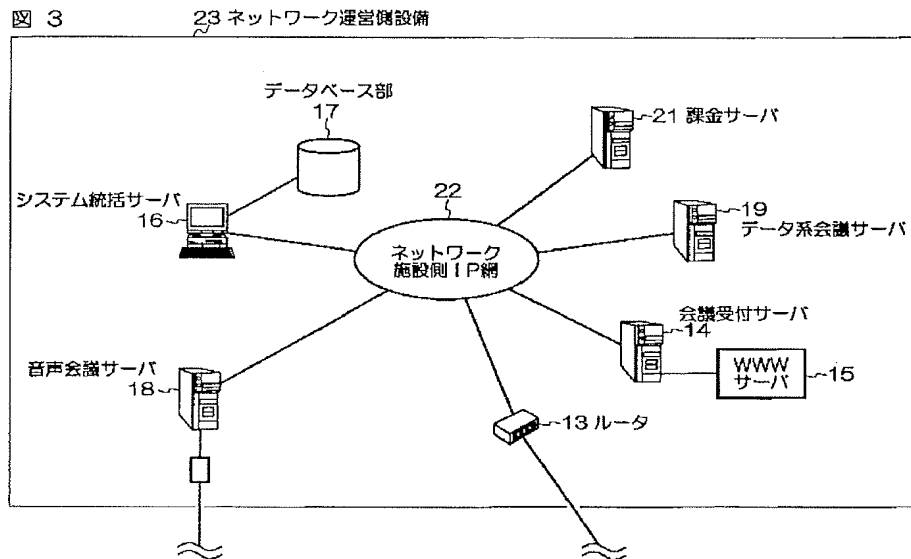 図 3
23 ネットワーク運営側設備
データベース部
17
21 課金サーバ
システム統括サーバ
16
22
19
データ系会議サーバ
ネットワーク
施設側IP網
会議受付サーバ
14
音声会議サーバ
18
WWW
サーバ
15
13 ルータ